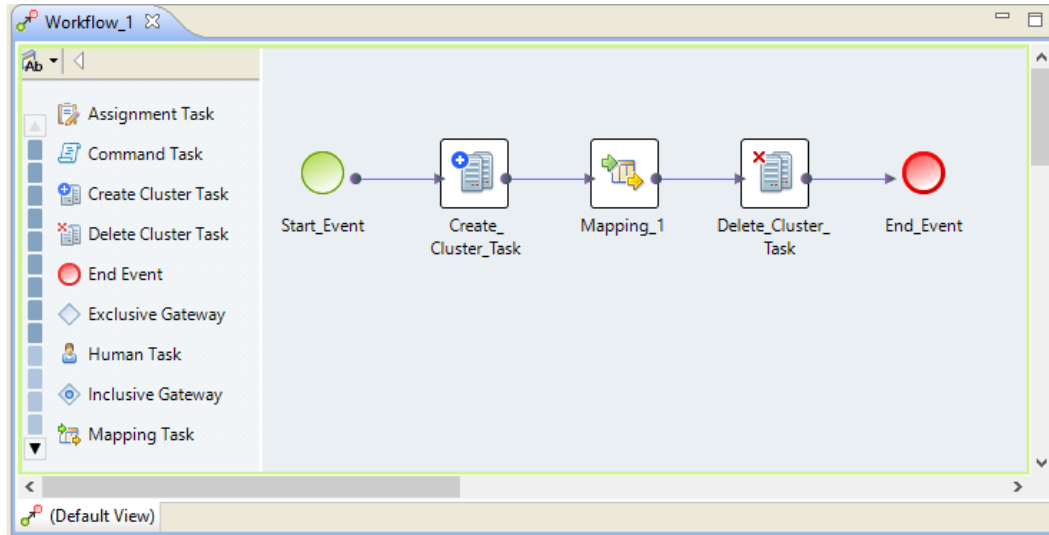 Workflow_1
Ab
Assignment Task
Command Task
Create Cluster Task
Delete Cluster Task
End Event
Exclusive Gateway
Human Task
Inclusive Gateway
Mapping Task
Start_Event
Create_
Cluster_Task
Mapping_1
Delete_Cluster_
Task
End_Event
(Default View)